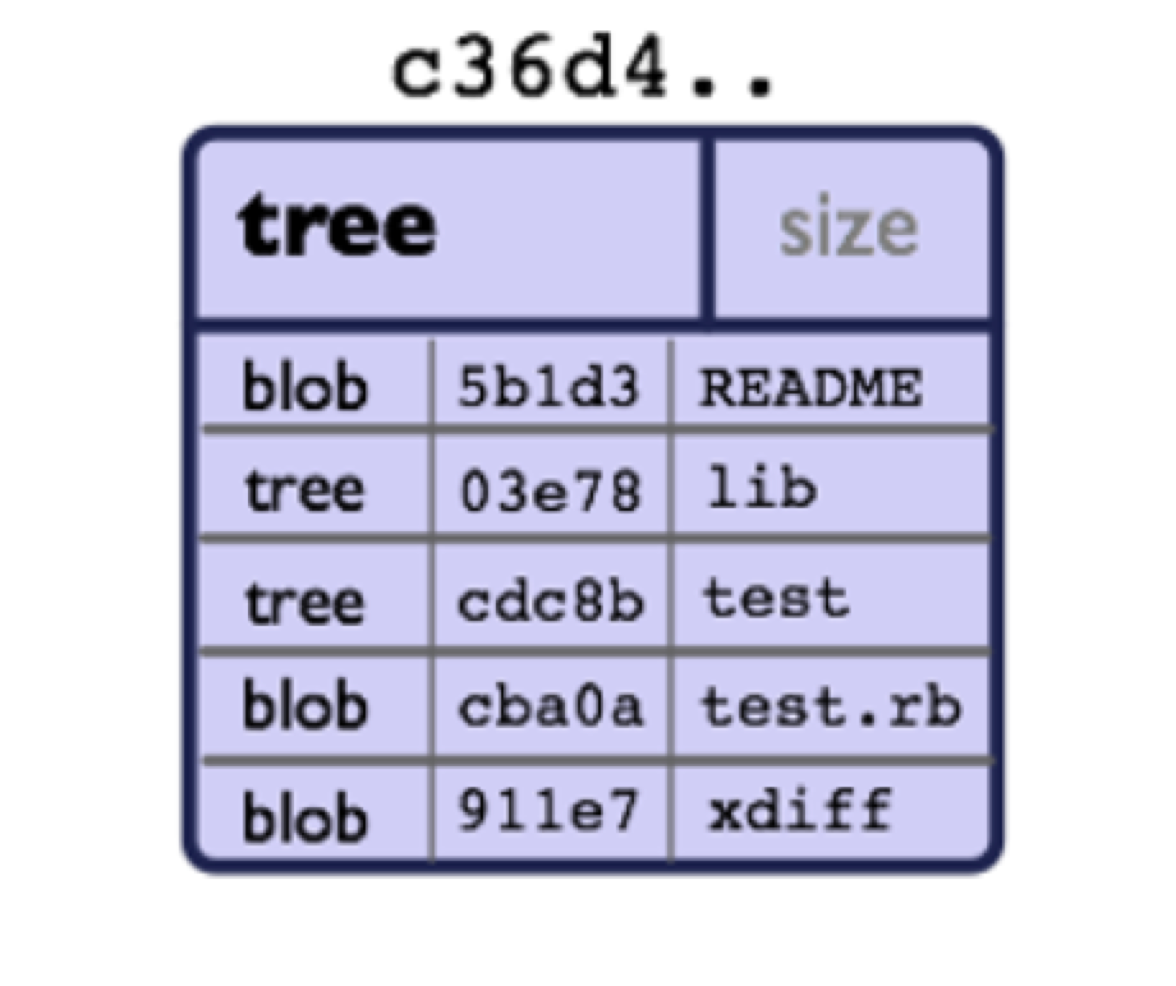 c36d4..
tree size
blob 5b1d3 README
tree 03e78 lib
tree cdc8b test
blob cba0a test.rb
blob 911e7 xdiff